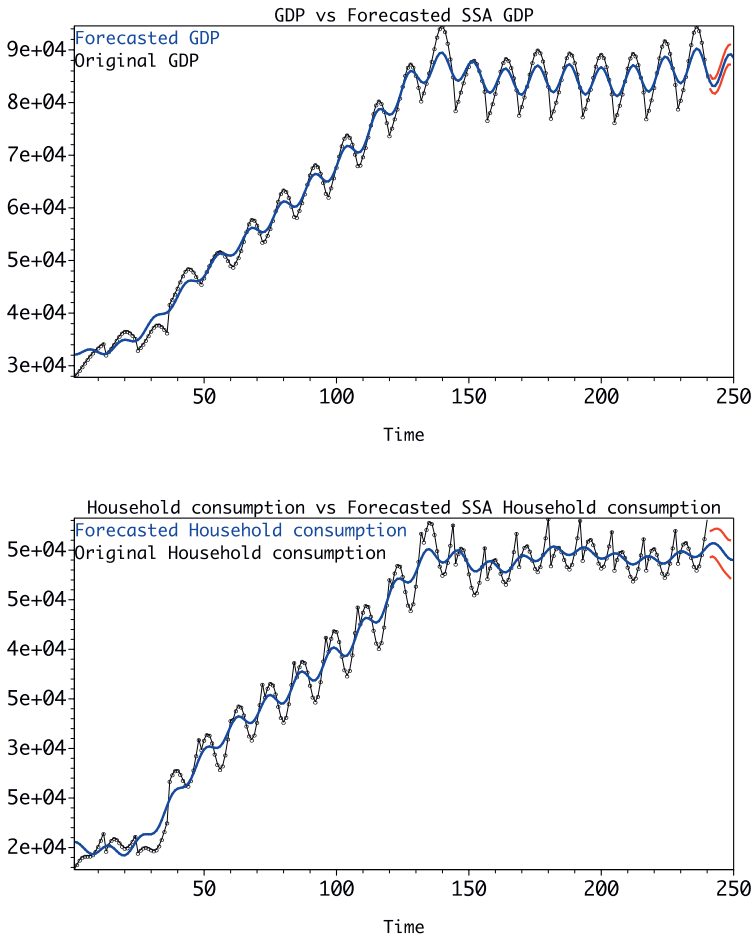 GDP vs Forecasted SSA GDP
Forecasted GDP
Original GDP
9e+04
8e+04
7e+04
6e+04
5e+04
4e+04
3e+04
50 100 150 200 250
Time
Household consumption vs Forecasted SSA Household consumption
Forecasted Household consumption
Original Household consumption
5e+04
5e+04
4e+04
5e+04
3e+04
5e+04
2e+04
50 100 150 200 250
Time